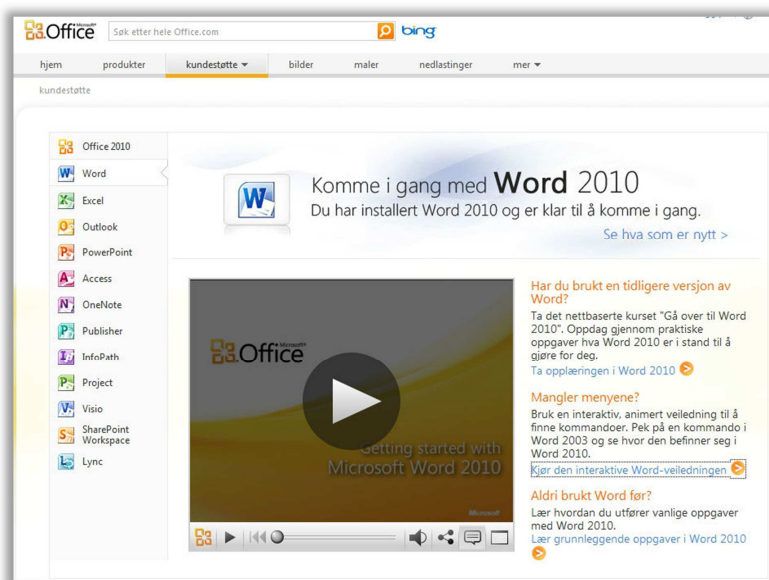 Microsoft Office
Søk etter hele Office.com
bing
hjem produkter kundestøtte bilder maler nedlastinger mer
kundestøtte
Office 2010
Word
Excel
Outlook
PowerPoint
Access
OneNote
Publisher
InfoPath
Project
Visio
SharePoint
Workspace
Lync
Komme i gang med Word 2010
Du har installert Word 2010 og er klar til å komme i gang.
Se hva som er nytt >
Microsoft Office
Getting started with
Microsoft Word 2010
Microsoft
Har du brukt en tidligere versjon av
Word?
Ta det nettbaserte kurset "Gå over til Word
2010". Oppdag gjennom praktiske
oppgaver hva Word 2010 er i stand til å
gjøre for deg.
Ta opplæringen i Word 2010
Mangler menyene?
Bruk en interaktiv, animert veiledning til å
finne kommandoer. Pek på en kommando i
Word 2003 og se hvor den befinner seg i
Word 2010.
Kjør den interaktive Word-veiledningen
Aldri brukt Word før?
Lær hvordan du utfører vanlige oppgaver
med Word 2010.
Lær grunnleggende oppgaver i Word 2010